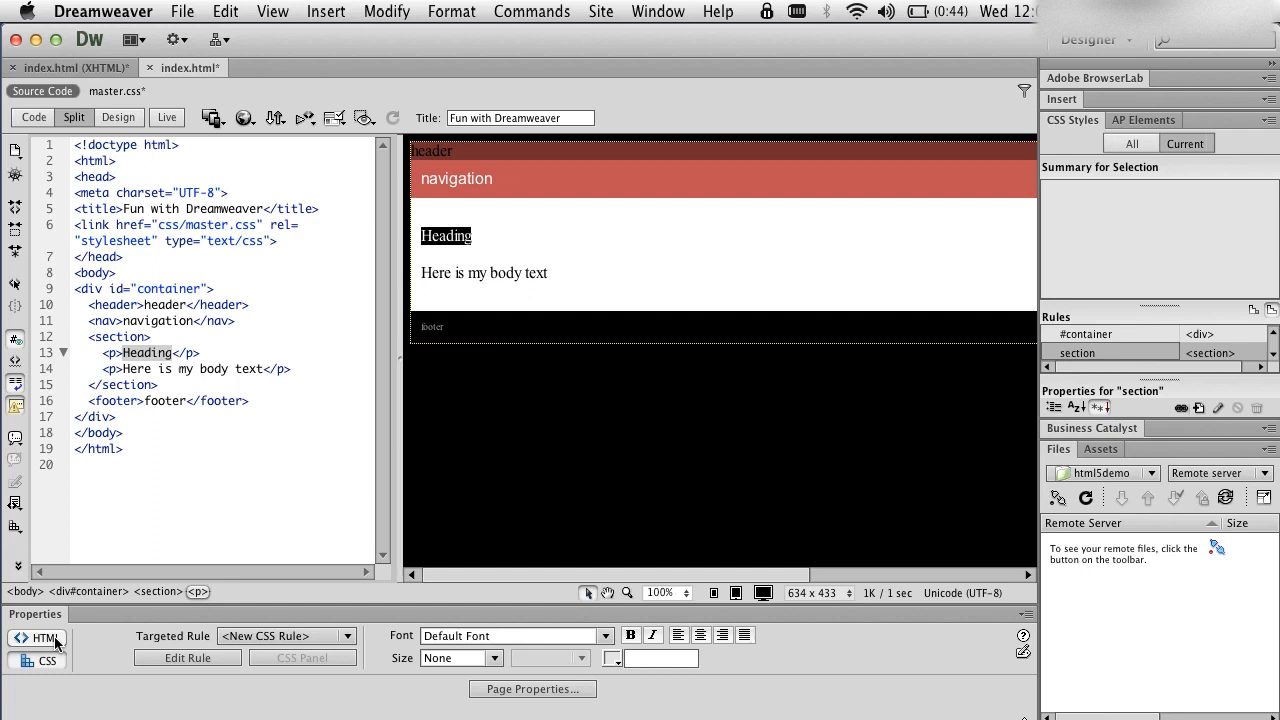 Dreamweaver File Edit View Insert Modify Format Commands Site Window Help (0:44) Wed 12:
Dw Designer
index.html (XHTML)* index.html*
Source Code master.css*
Code Split Design Live Title: Fun with Dreamweaver
1 <!doctype html>
2 <html>
3 <head>
4 <meta charset="UTF-8">
5 <title>Fun with Dreamweaver</title>
6 <link href="css/master.css" rel=
"stylesheet" type="text/css">
7 </head>
8 <body>
9 <div id="container">
10 <header>header</header>
11 <nav>navigation</nav>
12 <section>
13 <p>Heading</p>
14 <p>Here is my body text</p>
15 </section>
16 <footer>footer</footer>
17 </div>
18 </body>
19 </html>
20
header
navigation
Heading
Here is my body text
footer
Adobe BrowserLab
Insert
CSS Styles AP Elements
All Current
Summary for Selection
Rules
#container <div>
section <section>
Properties for "section"
Az
Business Catalyst
Files Assets
html5demo Remote server
Remote Server Size
To see your remote files, click the
button on the toolbar.
<body> <div#container> <section> <p> 100% 634 x 433 1K / 1 sec Unicode (UTF-8)
Properties
<> HTML Targeted Rule <New CSS Rule> Font Default Font B I
CSS Edit Rule CSS Panel Size None
Page Properties...